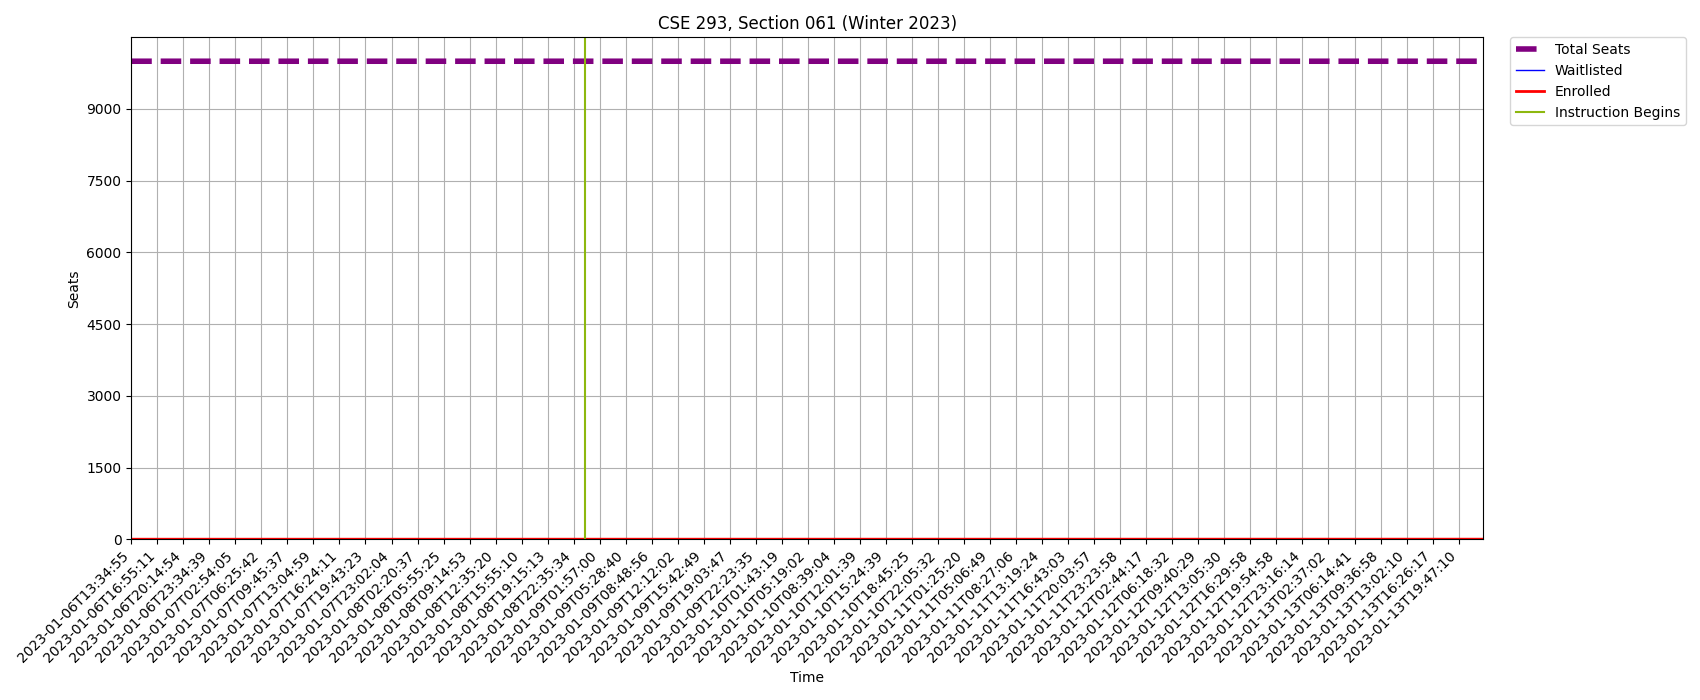 CSE 293, Section 061 (Winter 2023)
Total Seats
Waitlisted
Enrolled
Instruction Begins
9000
7500
6000
4500
3000
1500
0
Seats
2023-01-06T13:34:55
2023-01-06T16:55:11
2023-01-06T20:14:54
2023-01-06T23:34:39
2023-01-07T02:54:05
2023-01-07T06:25:42
2023-01-07T09:45:37
2023-01-07T13:04:59
2023-01-07T16:24:11
2023-01-07T19:43:23
2023-01-07T23:02:04
2023-01-08T02:20:37
2023-01-08T05:55:25
2023-01-08T09:14:53
2023-01-08T12:35:20
2023-01-08T15:55:10
2023-01-08T19:15:13
2023-01-08T22:35:34
2023-01-09T01:57:00
2023-01-09T05:28:40
2023-01-09T08:48:56
2023-01-09T12:12:02
2023-01-09T15:42:49
2023-01-09T19:03:47
2023-01-09T22:23:35
2023-01-10T01:43:19
2023-01-10T05:19:02
2023-01-10T08:39:04
2023-01-10T12:01:39
2023-01-10T15:24:39
2023-01-10T18:45:25
2023-01-10T22:05:32
2023-01-11T01:25:20
2023-01-11T05:06:49
2023-01-11T08:27:06
2023-01-11T13:19:24
2023-01-11T16:43:03
2023-01-11T20:03:57
2023-01-11T23:23:58
2023-01-12T02:44:17
2023-01-12T06:18:32
2023-01-12T09:40:29
2023-01-12T13:05:30
2023-01-12T16:29:58
2023-01-12T19:54:58
2023-01-12T23:16:14
2023-01-13T02:37:02
2023-01-13T06:14:41
2023-01-13T09:36:58
2023-01-13T13:02:10
2023-01-13T16:26:17
2023-01-13T19:47:10
Time